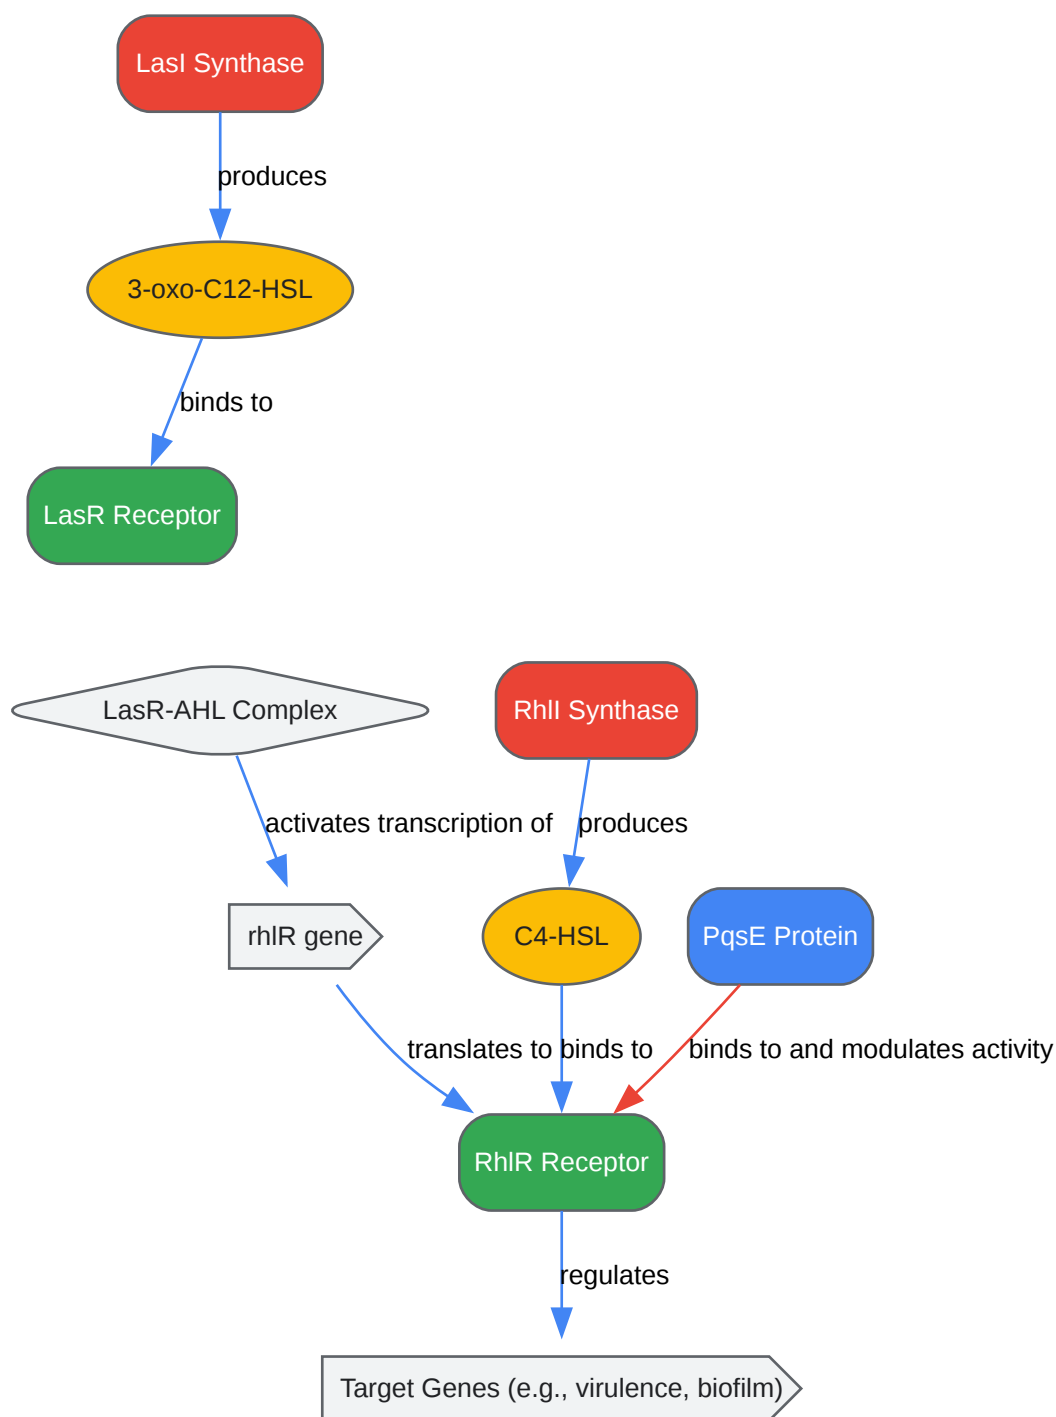 LasI Synthase
produces
3-oxo-C12-HSL
binds to
LasR Receptor
LasR-AHL Complex
RhlI Synthase
activates transcription of
produces
rhlR gene
C4-HSL
PqsE Protein
translates to
binds to
binds to and modulates activity
RhlR Receptor
regulates
Target Genes (e.g., virulence, biofilm)